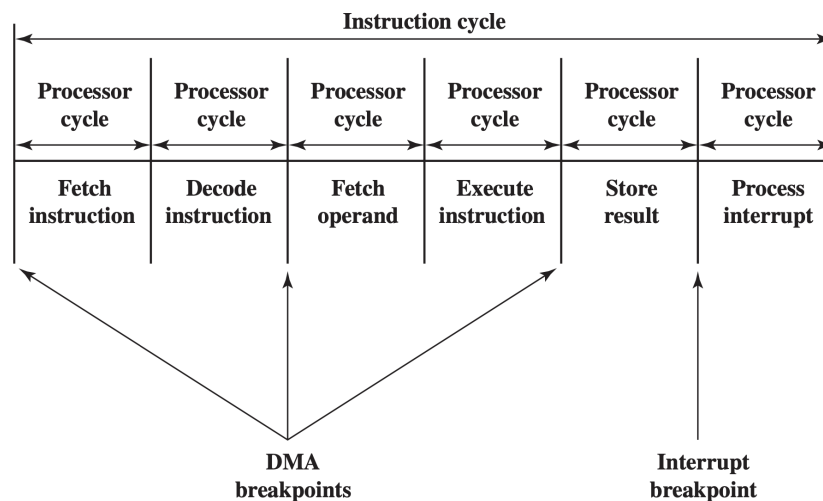 Instruction cycle
Processor
cycle
Processor
cycle
Processor
cycle
Processor
cycle
Processor
cycle
Processor
cycle
Fetch
instruction
Decode
instruction
Fetch
operand
Execute
instruction
Store
result
Process
interrupt
DMA
breakpoints
Interrupt
breakpoint